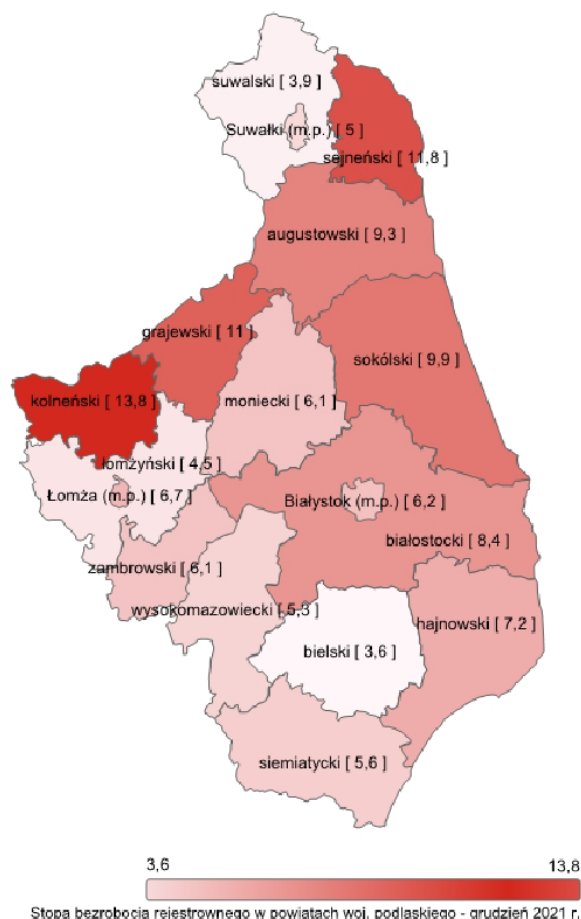 suwalski [ 3,9 ]
Suwałki (m.p.) [ 5 ]
sejneński [ 11,8 ]
augustowski [ 9,3 ]
grajewski [ 11 ]
sokólski [ 9,9 ]
kolneński [ 13,8 ]
moniecki [ 6,1 ]
łomżyński [ 4,5 ]
Łomża (m.p.) [ 6,7 ]
Białystok (m.p.) [ 6,2 ]
białostocki [ 8,4 ]
zambrowski [ 6,1 ]
wysokomazowiecki [ 5,3 ]
hajnowski [ 7,2 ]
bielski [ 3,6 ]
siemiatycki [ 5,6 ]
3,6 13,8
Stopa bezrobocia rejestrowanego w powiatach woj. podlaskiego - grudzień 2021 r.